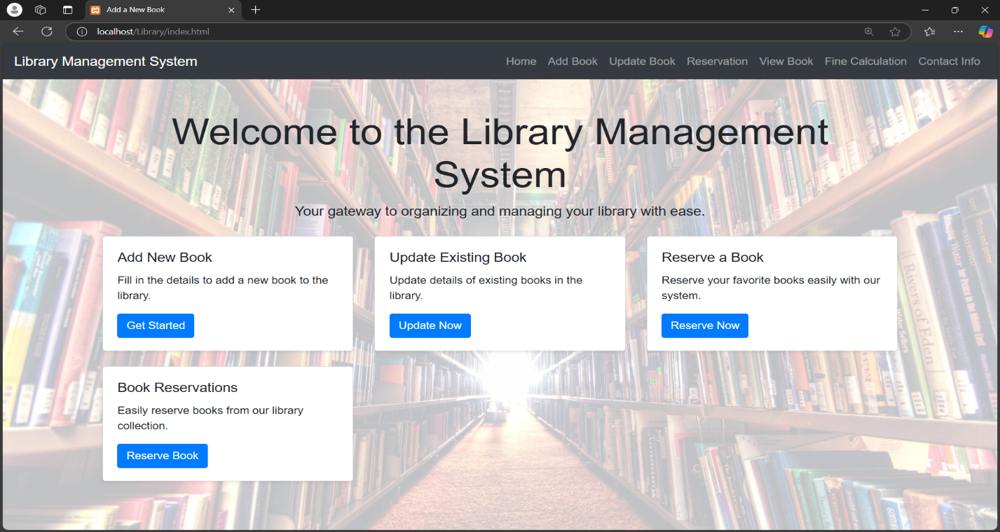 Add a New Book
localhost/Library/index.html
Library Management System
Home Add Book Update Book Reservation View Book Fine Calculation Contact Info
Welcome to the Library Management
System
Your gateway to organizing and managing your library with ease.
Add New Book
Fill in the details to add a new book to the
library.
Get Started
Update Existing Book
Update details of existing books in the
library.
Update Now
Reserve a Book
Reserve your favorite books easily with our
system.
Reserve Now
Book Reservations
Easily reserve books from our library
collection.
Reserve Book
Rivers of Eden